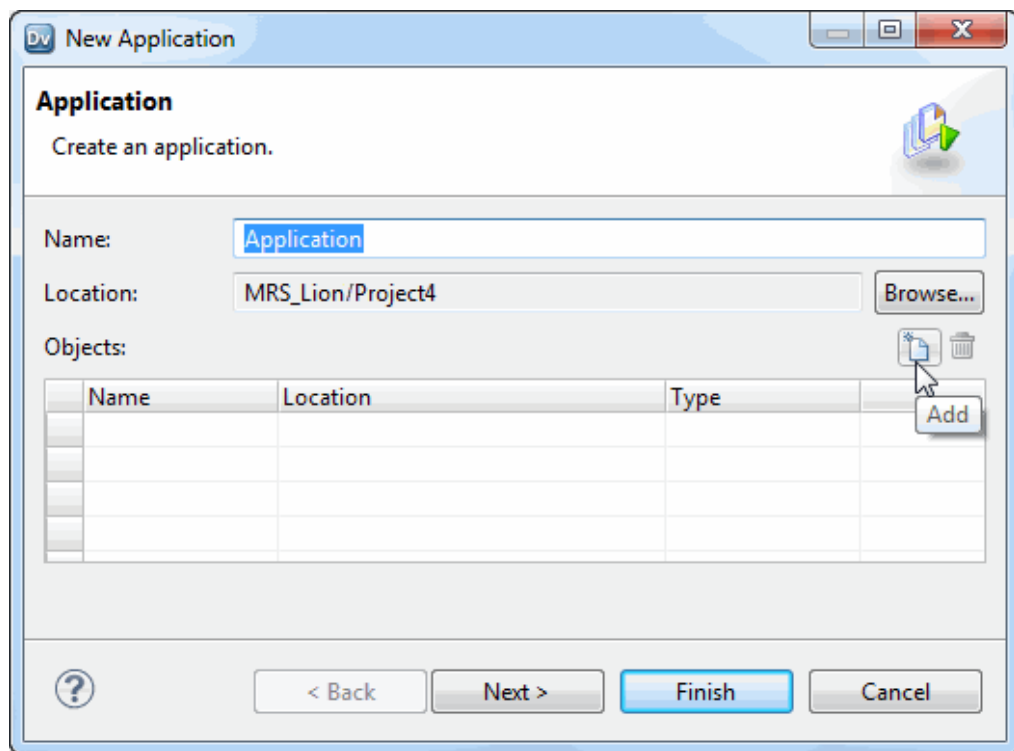 Dv New Application
Application
Create an application.
Name: Application
Location: MRS_Lion/Project4 Browse...
Objects:
Name Location Type
Add
? < Back Next > Finish Cancel